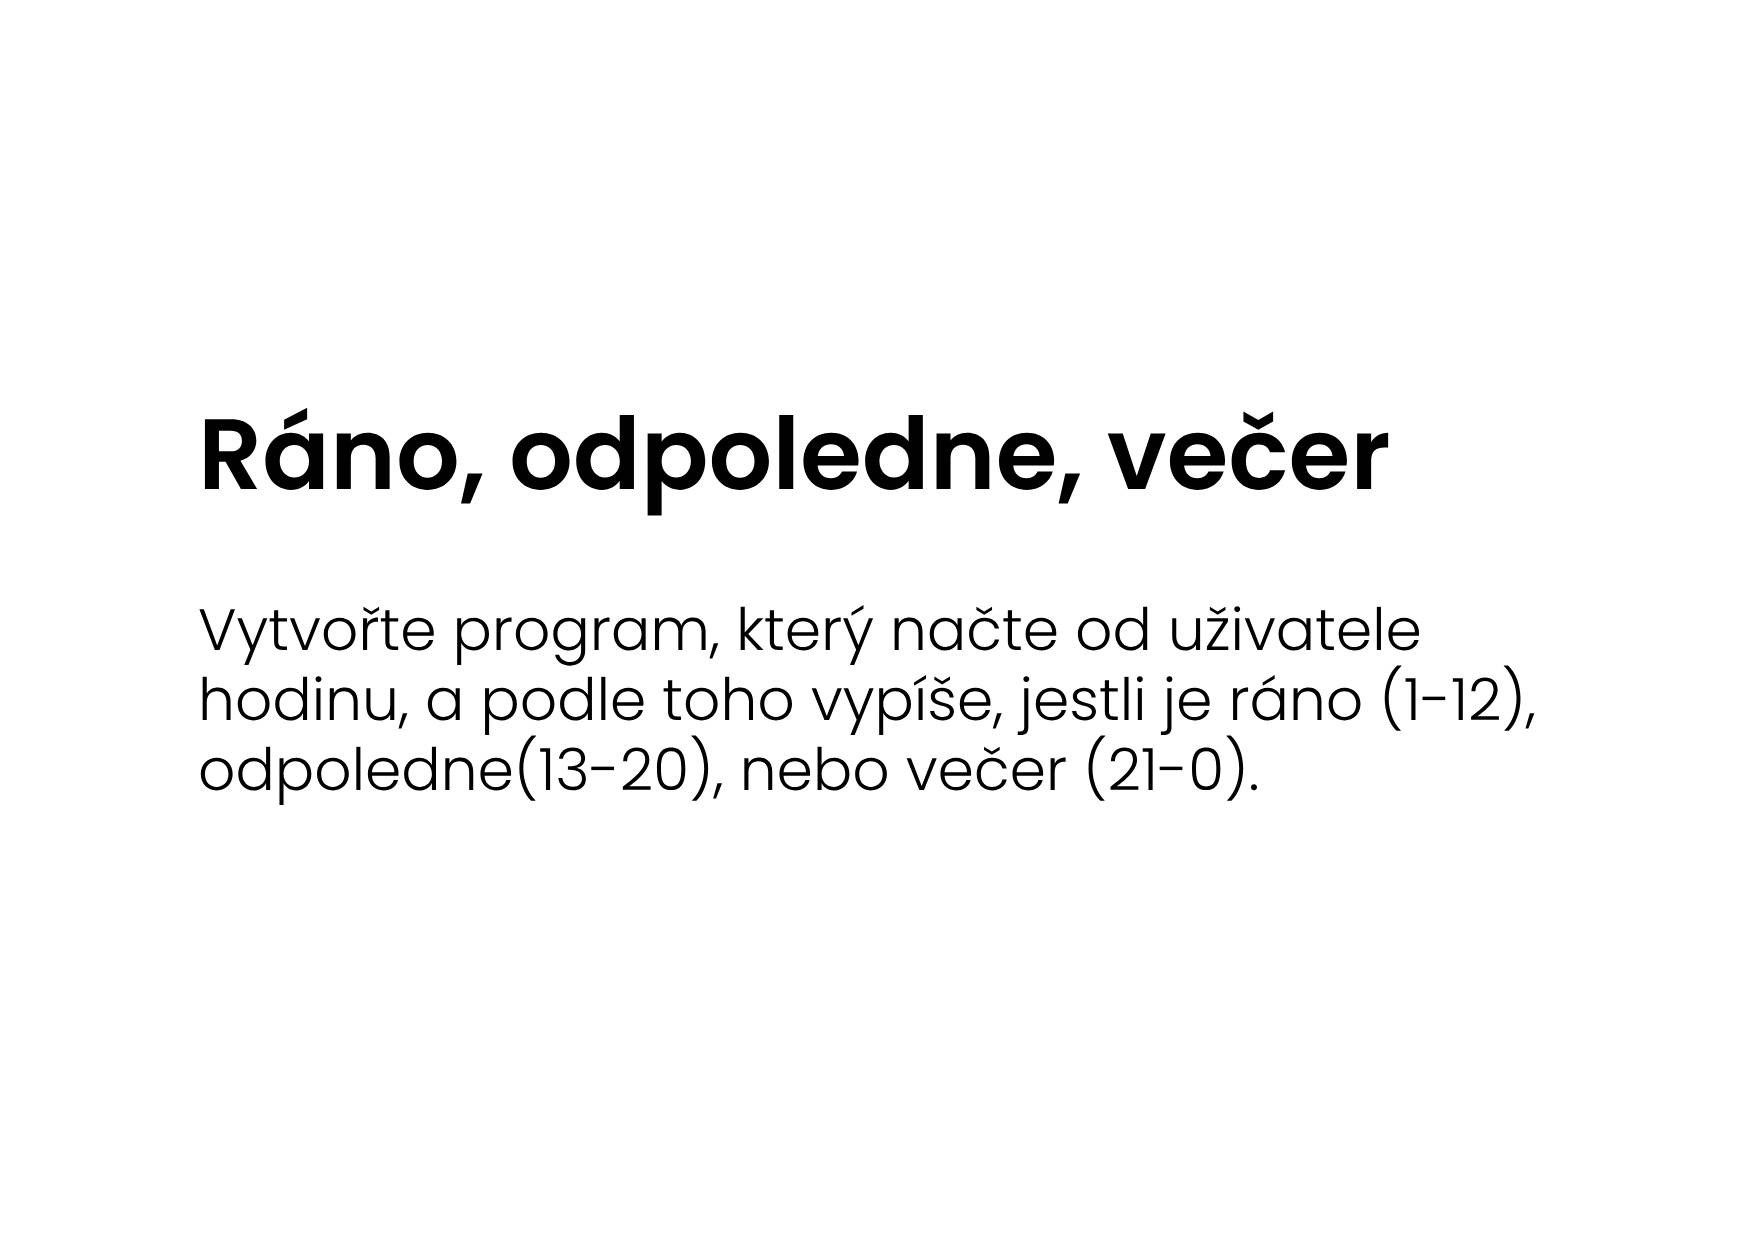 Ráno, odpoledne, večer
Vytvořte program, který načte od uživatele
hodinu, a podle toho vypíše, jestli je ráno (1-12),
odpoledne(13-20), nebo večer (21-0).